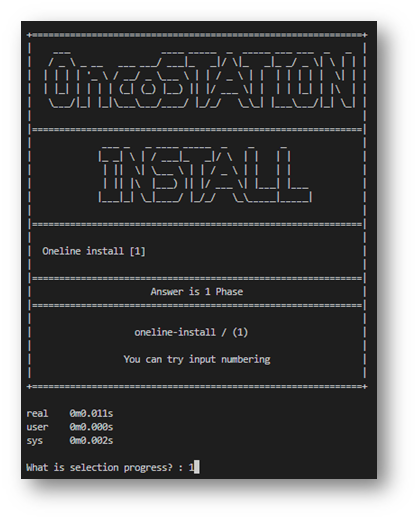 OncoSTATION
INSTALL
Oneline install [1]
Answer is 1 Phase
oneline-install / (1)
You can try input numbering
real 0m0.011s
user 0m0.000s
sys 0m0.002s
What is selection progress? : 1